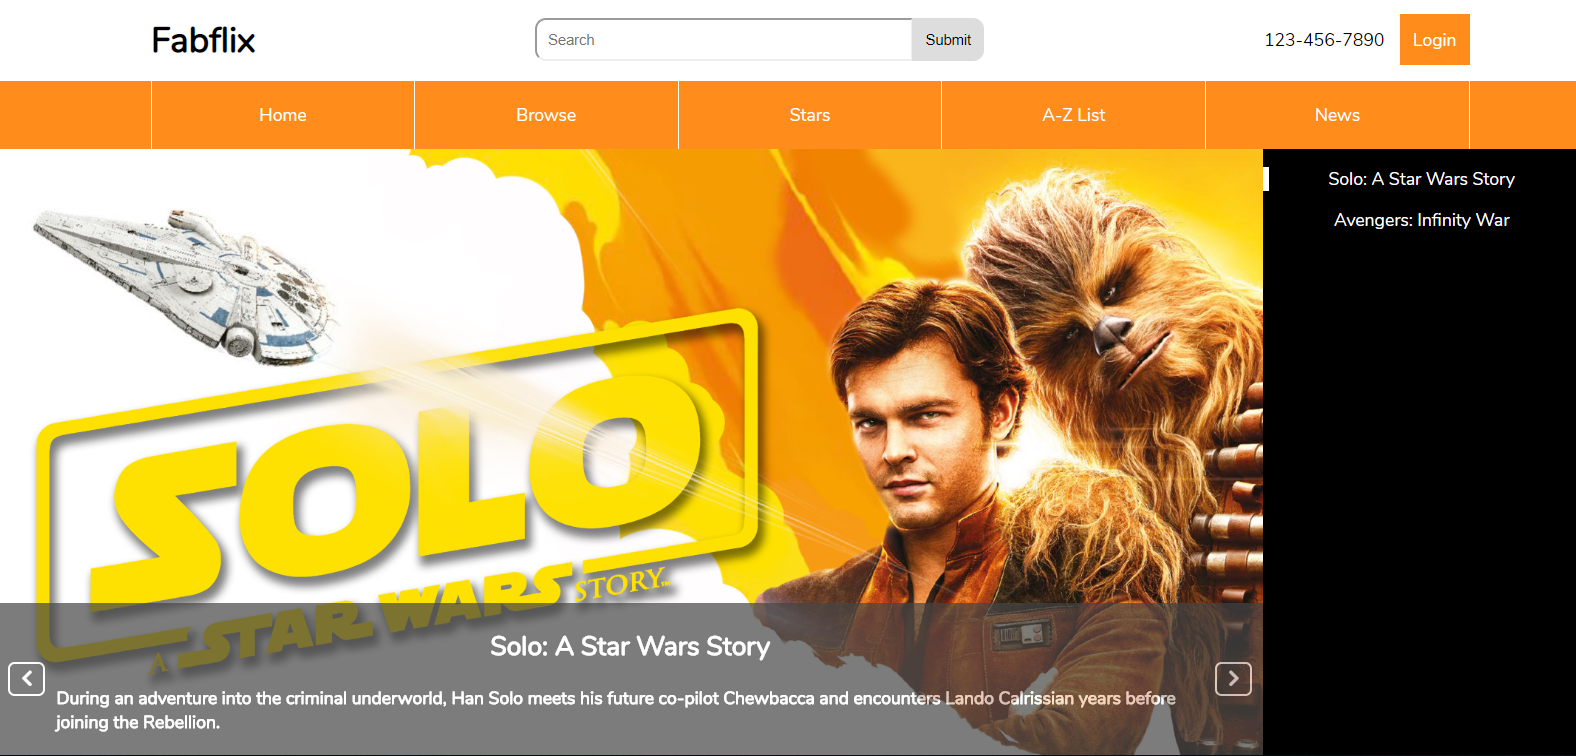 Fabflix
Search
Submit
123-456-7890
Login
Home
Browse
Stars
A-Z List
News
Solo: A Star Wars Story
Avengers: Infinity War
SOLO
A STAR WARS STORY
Solo: A Star Wars Story
During an adventure into the criminal underworld, Han Solo meets his future co-pilot Chewbacca and encounters Lando Calrissian years before
joining the Rebellion.